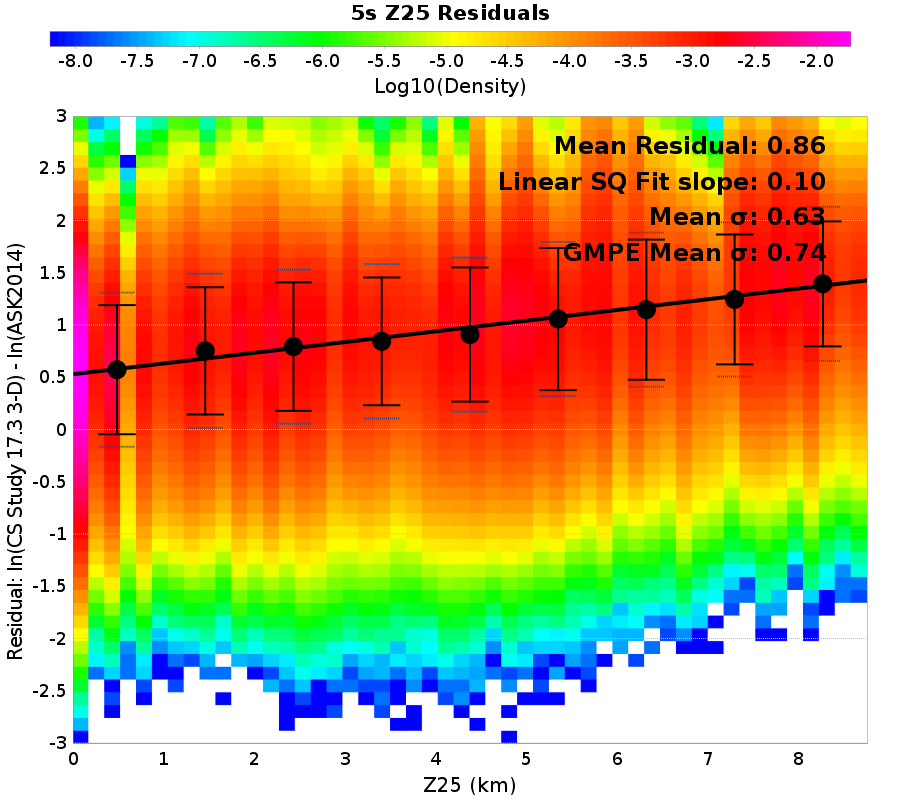 5s Z25 Residuals
-8.0 -7.5 -7.0 -6.5 -6.0 -5.5 -5.0 -4.5 -4.0 -3.5 -3.0 -2.5 -2.0
Log10(Density)
Mean Residual: 0.86
Linear SQ Fit slope: 0.10
Mean σ: 0.63
GMPE Mean σ: 0.74
Residual: ln(CS Study 17.3 3-D) - ln(ASK2014)
3
2.5
2
1.5
1
0.5
0
-0.5
-1
-1.5
-2
-2.5
-3
0 1 2 3 4 5 6 7 8
Z25 (km)